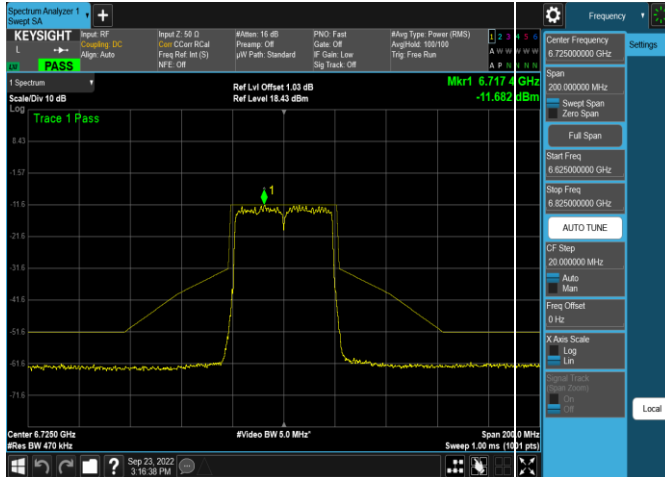 Spectrum Analyzer 1
Swept SA
+
Frequency
KEYSIGHT
L
PASS
Input: RF
Coupling: DC
Align: Auto
Input Z: 50 Ω
Corr CCorr RCal
Freq Ref: Int (S)
NFE: Off
#Atten: 16 dB
Preamp: Off
µW Path: Standard
PNO: Fast
Gate: Off
IF Gain: Low
Sig Track: Off
#Avg Type: Power (RMS)
Avg|Hold: 100/100
Trig: Free Run
1 2 3 4 5 6
A W W W W W
A P N N N N
1 Spectrum
Scale/Div 10 dB
Log
Ref Lvl Offset 1.03 dB
Ref Level 18.43 dBm
Mkr1 6.717 4 GHz
-11.682 dBm
Trace 1 Pass
8.43
-1.57
-11.6
-21.6
-31.6
-41.6
-51.6
-61.6
-71.6
1
Center 6.7250 GHz
#Res BW 470 kHz
#Video BW 5.0 MHz*
Span 200.0 MHz
Sweep 1.00 ms (1001 pts)
Sep 23, 2022
3:16:38 PM
Center Frequency
6.725000000 GHz
Span
200.000000 MHz
Swept Span
Zero Span
Full Span
Start Freq
6.625000000 GHz
Stop Freq
6.825000000 GHz
AUTO TUNE
CF Step
20.000000 MHz
Auto
Man
Freq Offset
0 Hz
X Axis Scale
Log
Lin
Signal Track
(Span Zoom)
On
Off
Settings
Local